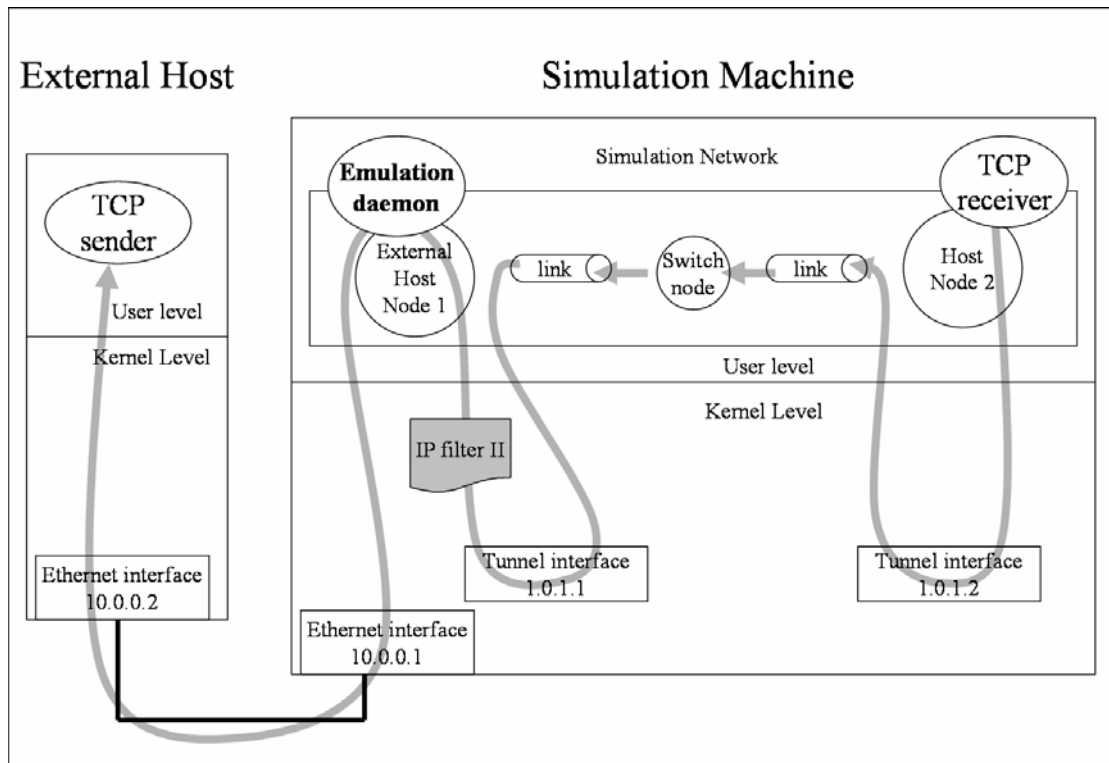 External Host
Simulation Machine
TCP
sender
User level
Kernel Level
Ethernet interface
10.0.0.2
Simulation Network
Emulation
daemon
External
Host
Node 1
link
Switch
node
link
TCP
receiver
Host
Node 2
User level
Kernel Level
IP filter II
Tunnel interface
1.0.1.1
Tunnel interface
1.0.1.2
Ethernet interface
10.0.0.1